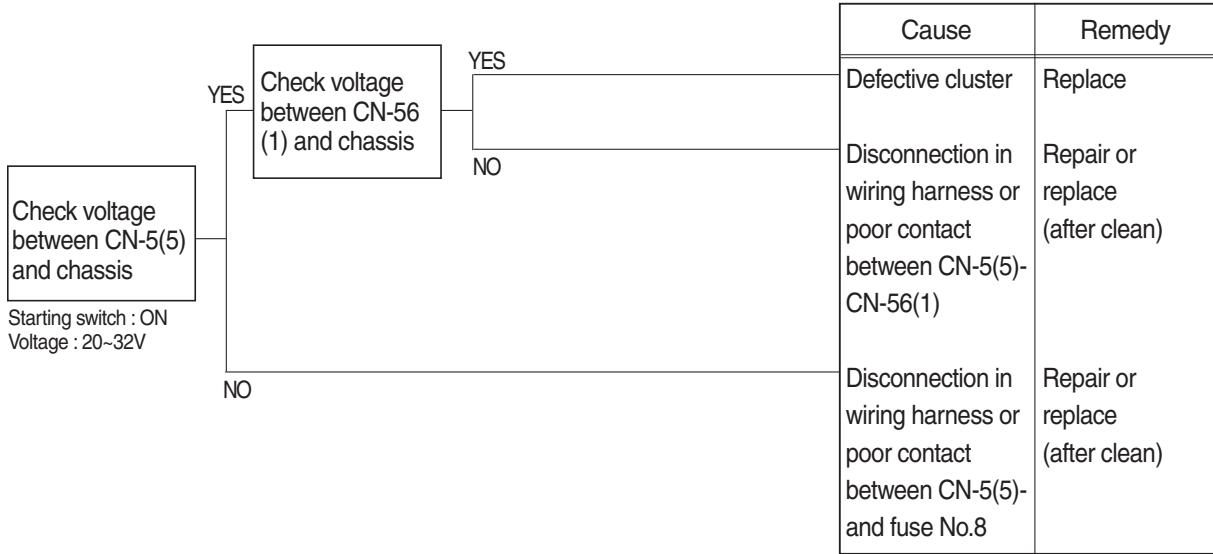 Check voltage
between CN-5(5)
and chassis
Starting switch : ON
Voltage : 20~32V
YES
NO
Check voltage
between CN-56
(1) and chassis
YES
NO
Cause
Remedy
Defective cluster
Replace
Disconnection in
wiring harness or
poor contact
between CN-5(5)-
CN-56(1)
Repair or
replace
(after clean)
Disconnection in
wiring harness or
poor contact
between CN-5(5)-
and fuse No.8
Repair or
replace
(after clean)